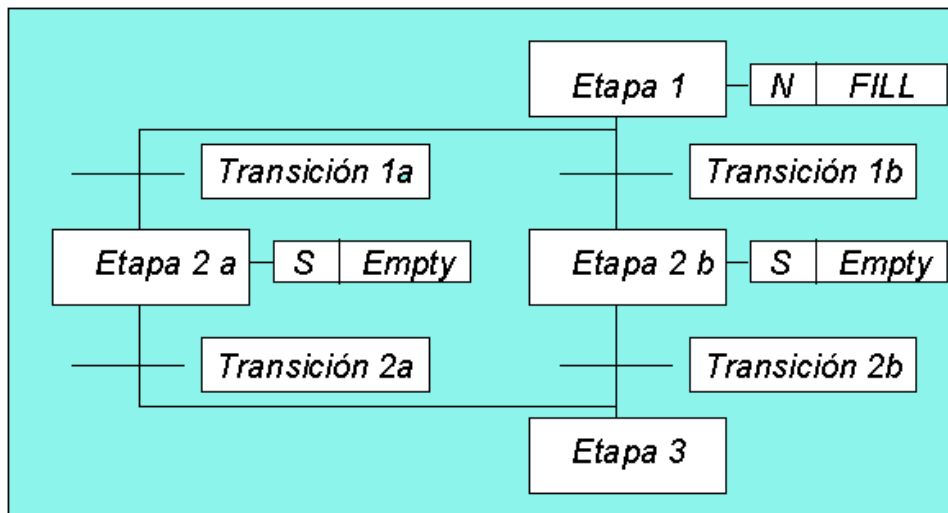 Etapa 1
N FILL
Transición 1a
Transición 1b
Etapa 2 a
S Empty
Etapa 2 b
S Empty
Transición 2a
Transición 2b
Etapa 3